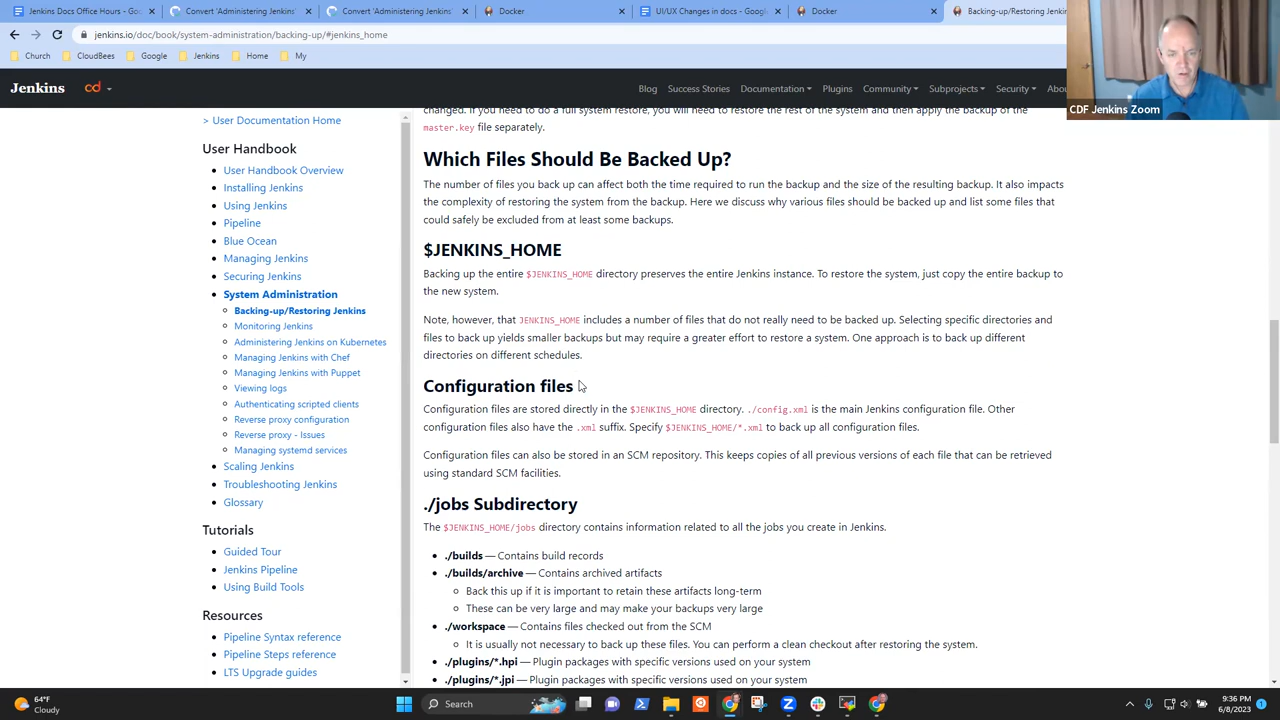 Jenkins Docs Office Hours - Goo
Convert 'Administering Jenkins'
Convert 'Administering Jenkins'
Docker
UI/UX Changes in docs - Google
Docker
Backing-up/Restoring Jenkins
jenkins.io/doc/book/system-administration/backing-up/#jenkins_home
Church CloudBees Google Jenkins Home My
Jenkins cd Blog Success Stories Documentation Plugins Community Subprojects Security Abou
CDF Jenkins Zoom
> User Documentation Home
User Handbook
User Handbook Overview
Installing Jenkins
Using Jenkins
Pipeline
Blue Ocean
Managing Jenkins
Securing Jenkins
System Administration
Backing-up/Restoring Jenkins
Monitoring Jenkins
Administering Jenkins on Kubernetes
Managing Jenkins with Chef
Managing Jenkins with Puppet
Viewing logs
Authenticating scripted clients
Reverse proxy configuration
Reverse proxy - Issues
Managing systemd services
Scaling Jenkins
Troubleshooting Jenkins
Glossary
Tutorials
Guided Tour
Jenkins Pipeline
Using Build Tools
Resources
Pipeline Syntax reference
Pipeline Steps reference
LTS Upgrade guides
changed. If you need to do a full system restore, you will need to restore the rest of the system and then apply the backup of the
master.key file separately.
Which Files Should Be Backed Up?
The number of files you back up can affect both the time required to run the backup and the size of the resulting backup. It also impacts
the complexity of restoring the system from the backup. Here we discuss why various files should be backed up and list some files that
could safely be excluded from at least some backups.
$JENKINS_HOME
Backing up the entire $JENKINS_HOME directory preserves the entire Jenkins instance. To restore the system, just copy the entire backup to
the new system.
Note, however, that JENKINS_HOME includes a number of files that do not really need to be backed up. Selecting specific directories and
files to back up yields smaller backups but may require a greater effort to restore a system. One approach is to back up different
directories on different schedules.
Configuration files
Configuration files are stored directly in the $JENKINS_HOME directory. ./config.xml is the main Jenkins configuration file. Other
configuration files also have the .xml suffix. Specify $JENKINS_HOME/*.xml to back up all configuration files.
Configuration files can also be stored in an SCM repository. This keeps copies of all previous versions of each file that can be retrieved
using standard SCM facilities.
./jobs Subdirectory
The $JENKINS_HOME/jobs directory contains information related to all the jobs you create in Jenkins.
./builds — Contains build records
./builds/archive — Contains archived artifacts
Back this up if it is important to retain these artifacts long-term
These can be very large and may make your backups very large
./workspace — Contains files checked out from the SCM
It is usually not necessary to back up these files. You can perform a clean checkout after restoring the system.
./plugins/*.hpi — Plugin packages with specific versions used on your system
./plugins/*.jpi — Plugin packages with specific versions used on your system
64°F
Cloudy
Search
9:36 PM
6/8/2023